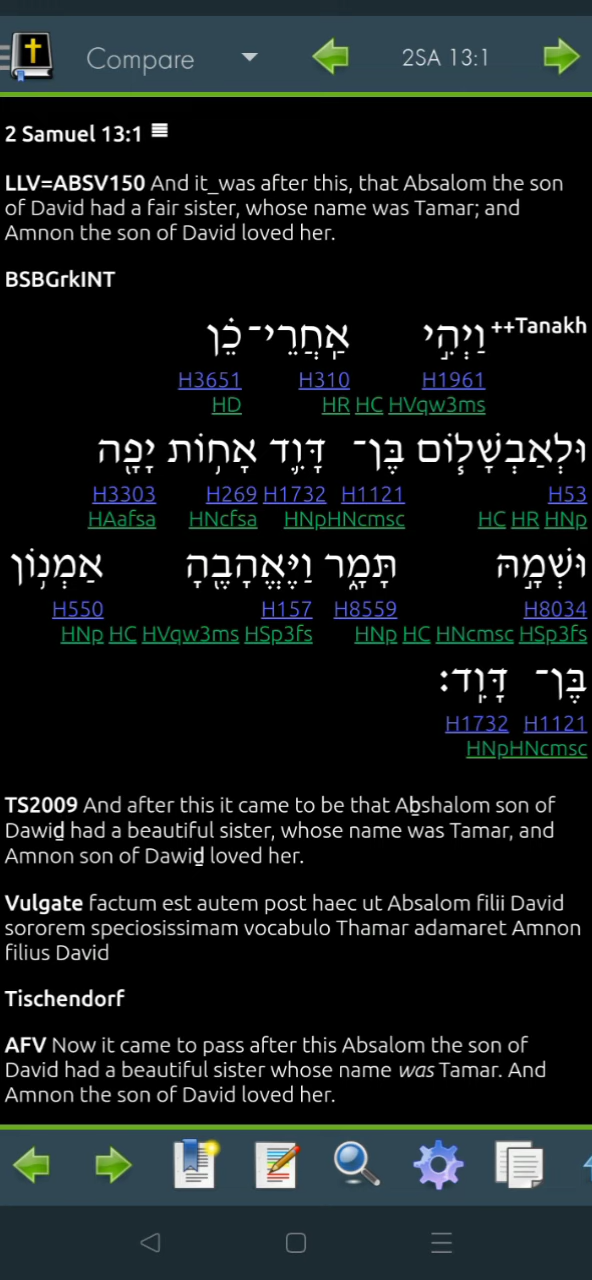 Compare
2SA 13:1
2 Samuel 13:1
LLV=ABSV150 And it_was after this, that Absalom the son
of David had a fair sister, whose name was Tamar; and
Amnon the son of David loved her.
BSBGrkINT
++Tanakh וַיְהִ֣י אַֽחֲרֵי־כֵ֗ן
H3651 H310 H1961
HD HR HC HVqw3ms
וּלְאַבְשָׁל֧וֹם בֶּן־ דָּוִ֛ד אָח֥וֹת יָפָ֖ה
H3303 H269 H1732 H1121 H53
HAafsa HNcfsa HNpHNcmsc HC HR HNp
וּשְׁמָ֣הּ תָּמָ֑ר וַיֶּאֱהָבֶ֖הָ אַמְנ֥וֹן
H550 H157 H8559 H8034
HNp HC HVqw3ms HSp3fs HNp HC HNcmsc HSp3fs
בֶּן־ דָּוִֽד׃
H1732 H1121
HNpHNcmsc
TS2009 And after this it came to be that Aḇshalom son of
Dawiḏ had a beautiful sister, whose name was Tamar, and
Amnon son of Dawiḏ loved her.
Vulgate factum est autem post haec ut Absalom filii David
sororem speciosissimam vocabulo Thamar adamaret Amnon
filius David
Tischendorf
AFV Now it came to pass after this Absalom the son of
David had a beautiful sister whose name was Tamar. And
Amnon the son of David loved her.